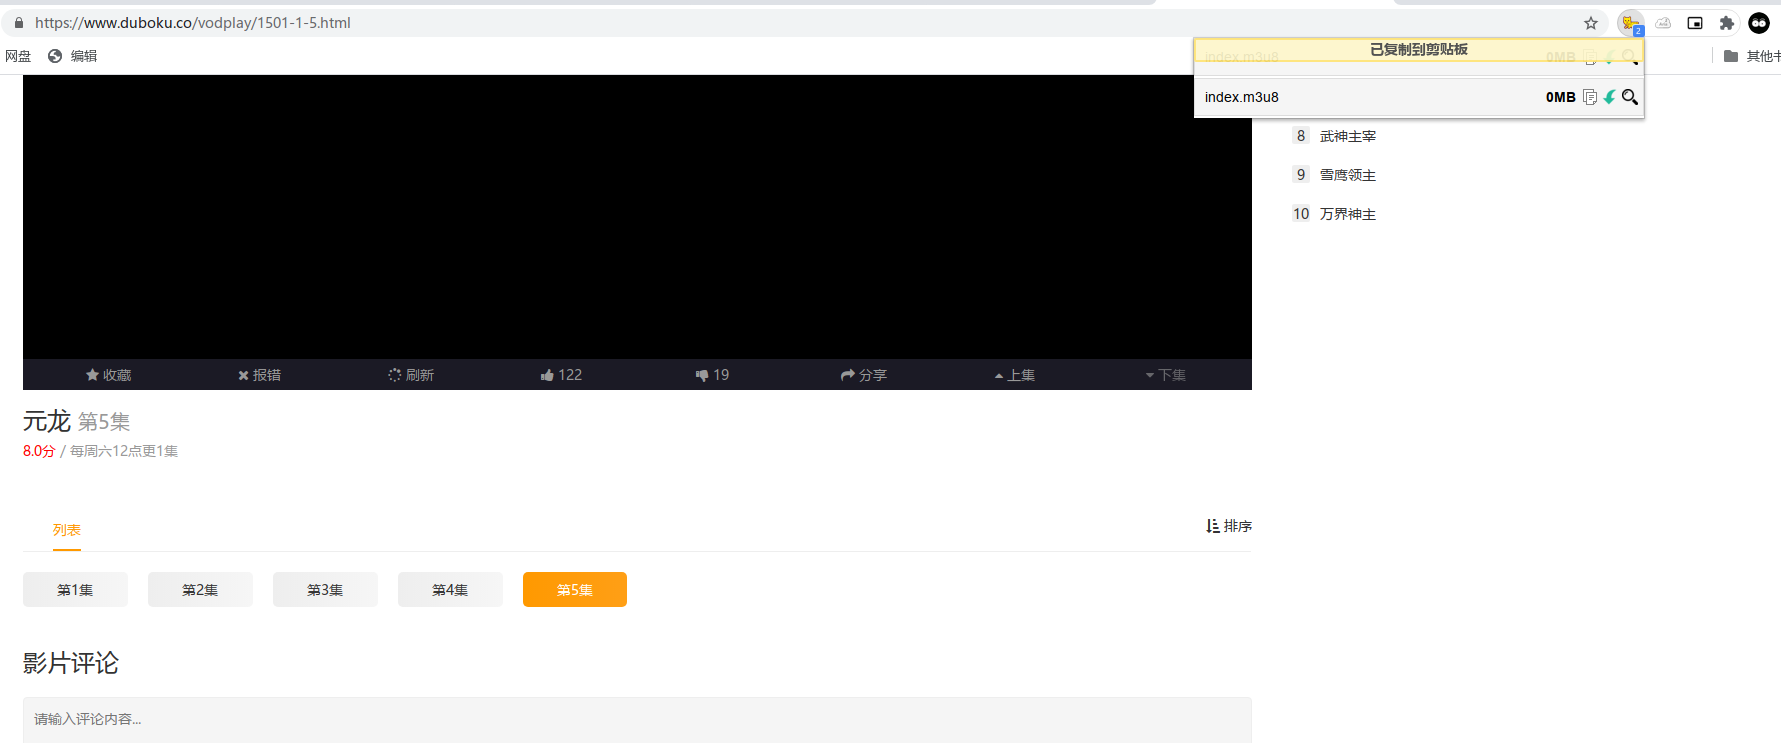 https://www.duboku.co/vodplay/1501-1-5.html
2
网盘
编辑
其他书
已复制到剪贴板
index.m3u8
0MB
index.m3u8
0MB
8 武神主宰
9 雪鹰领主
10 万界神主
收藏
报错
刷新
122
19
分享
上集
下集
元龙 第5集
8.0分 / 每周六12点更1集
列表
排序
第1集
第2集
第3集
第4集
第5集
影片评论
请输入评论内容...